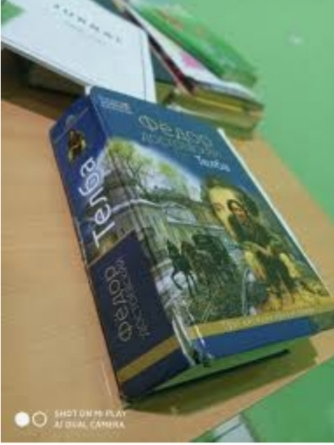 ФЕДОР
ДОСТОЕВСКИЙ
Телба
Телба
ФЕДОР
ДОСТОЕВСКИЙ
SHOT ON MI PLAY
AI DUAL CAMERA